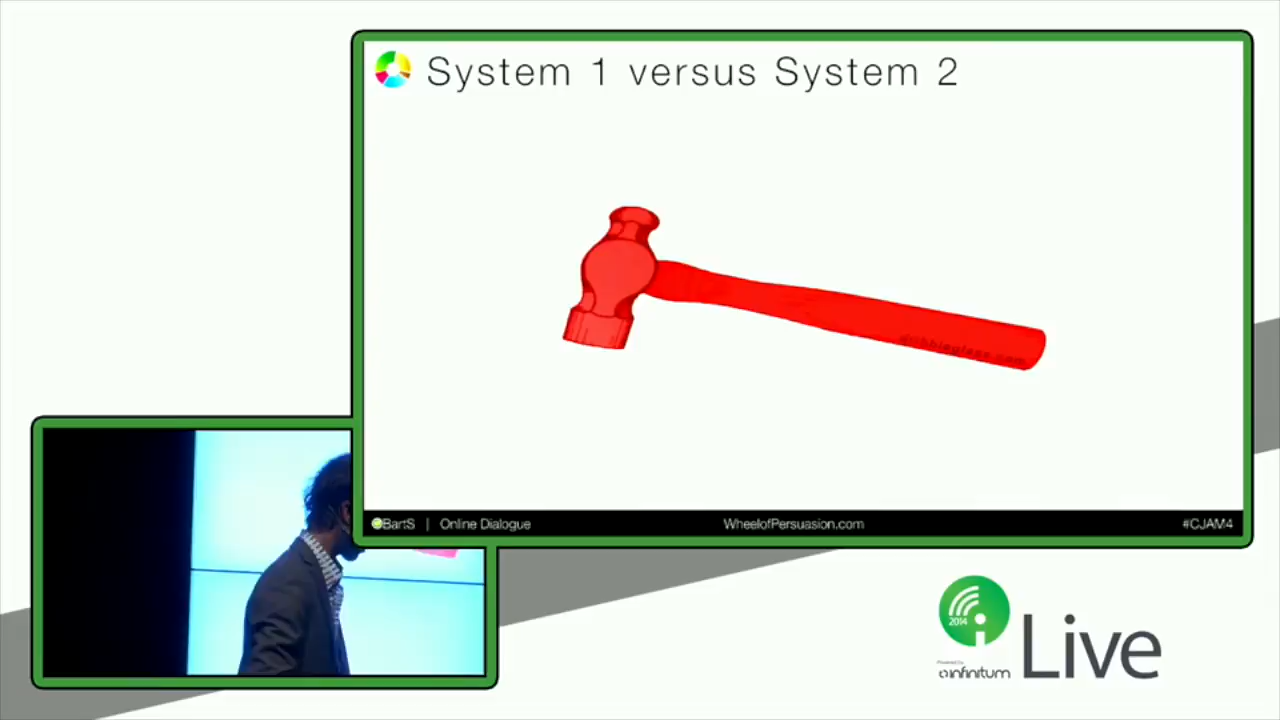 System 1 versus System 2
@BartS | Online Dialogue
WheelofPersuasion.com
#CJAM4
2014
Powered by
infinitum
Live